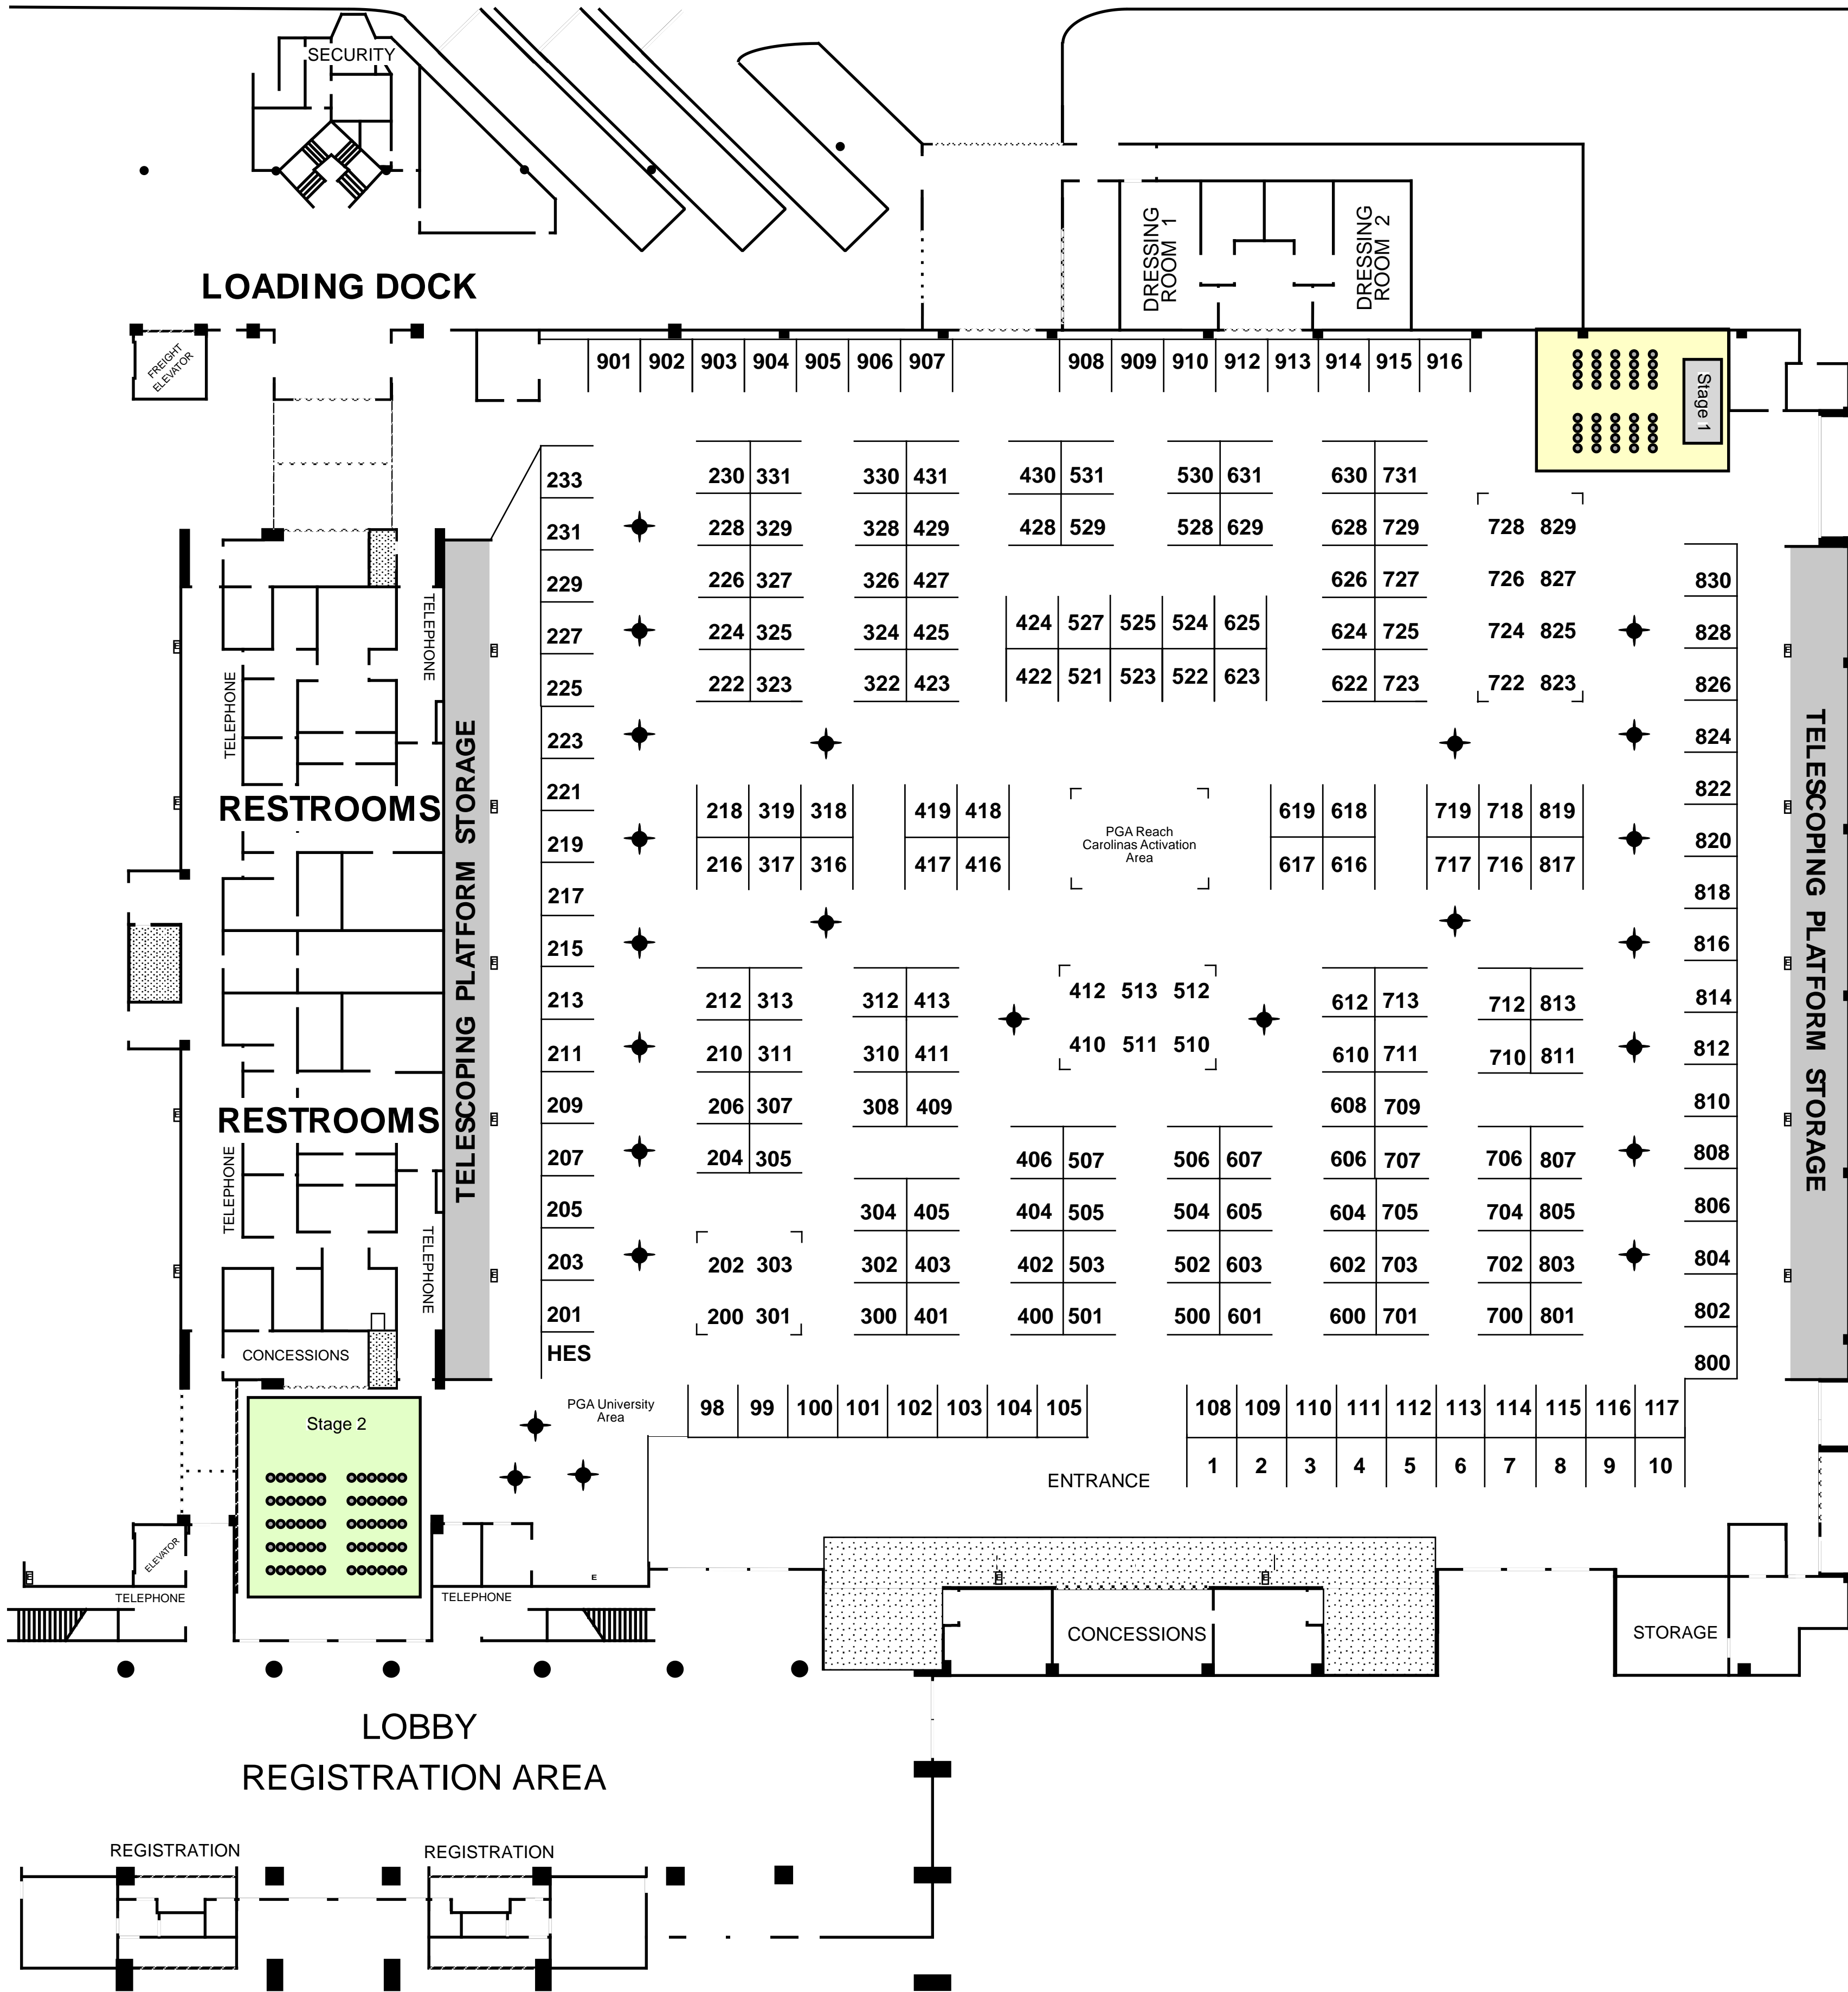 SECURITY
DRESSING
ROOM 1
DRESSING
ROOM 2
LOADING DOCK
FREIGHT
ELEVATOR
901 902 903 904 905 906 907 908 909 910 912 913 914 915 916
Stage 1
233 230 331 330 431 430 531 530 631 630 731
231 228 329 328 429 428 529 528 629 628 729 728 829
229 226 327 326 427 626 727 726 827 830
TELEPHONE
227 224 325 324 425 424 527 525 524 625 624 725 724 825 828
225 222 323 322 423 422 521 523 522 623 622 723 722 823 826
TELEPHONE
223 824
TELESCOPING PLATFORM STORAGE
TELESCOPING PLATFORM STORAGE
221 822
RESTROOMS
218 319 318 419 418 619 618 719 718 819
PGA Reach
Carolinas Activation
Area
219 820
216 317 316 417 416 617 616 717 716 817
217 818
215 816
213 212 313 312 413 412 513 512 612 713 712 813 814
211 210 311 310 411 410 511 510 610 711 710 811 812
RESTROOMS
209 206 307 308 409 608 709 810
207 204 305 406 507 506 607 606 707 706 807 808
TELEPHONE
205 304 405 404 505 504 605 604 705 704 805 806
TELEPHONE
203 202 303 302 403 402 503 502 603 602 703 702 803 804
201 200 301 300 401 400 501 500 601 600 701 700 801 802
CONCESSIONS
HES 800
PGA University
Area
98 99 100 101 102 103 104 105 108 109 110 111 112 113 114 115 116 117
Stage 2
1 2 3 4 5 6 7 8 9 10
ENTRANCE
ELEVATOR
E
TELEPHONE
TELEPHONE
CONCESSIONS
STORAGE
LOBBY
REGISTRATION AREA
REGISTRATION
REGISTRATION